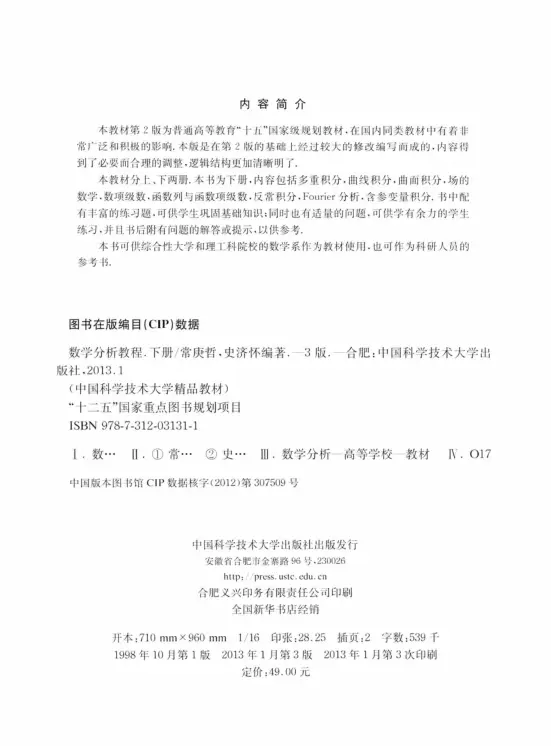 内容简介
本教材第2版为普通高等教育“十五”国家级规划教材,在国内同类教材中有着非
常广泛和积极的影响.本版是在第2版的基础上经过较大的修改编写而成的,内容得
到了必要而合理的调整,逻辑结构更加清晰明了.
本教材分上、下两册.本书为下册,内容包括多重积分,曲线积分,曲面积分,场的
数学,数项级数,函数列与函数项级数,反常积分,Fourier分析,含参变量积分.书中配
有丰富的练习题,可供学生巩固基础知识;同时也有适量的问题,可供学有余力的学生
练习,并且书后附有问题的解答或提示,以供参考.
本书可供综合性大学和理工科院校的数学系作为教材使用,也可作为科研人员的
参考书.
图书在版编目(CIP)数据
数学分析教程.下册/常庚哲,史济怀编著.—3版.—合肥:中国科学技术大学出
版社,2013.1
(中国科学技术大学精品教材)
“十二五”国家重点图书规划项目
ISBN 978-7-312-03131-1
Ⅰ.数… Ⅱ.①常… ②史… Ⅲ.数学分析—高等学校—教材 Ⅳ.O17
中国版本图书馆CIP数据核字(2012)第307509号
中国科学技术大学出版社出版发行
安徽省合肥市金寨路96号,230026
http://press.ustc.edu.cn
合肥义兴印务有限责任公司印刷
全国新华书店经销
开本:710 mm×960 mm 1/16 印张:28.25 插页:2 字数:539千
1998年10月第1版 2013年1月第3版 2013年1月第3次印刷
定价:49.00元